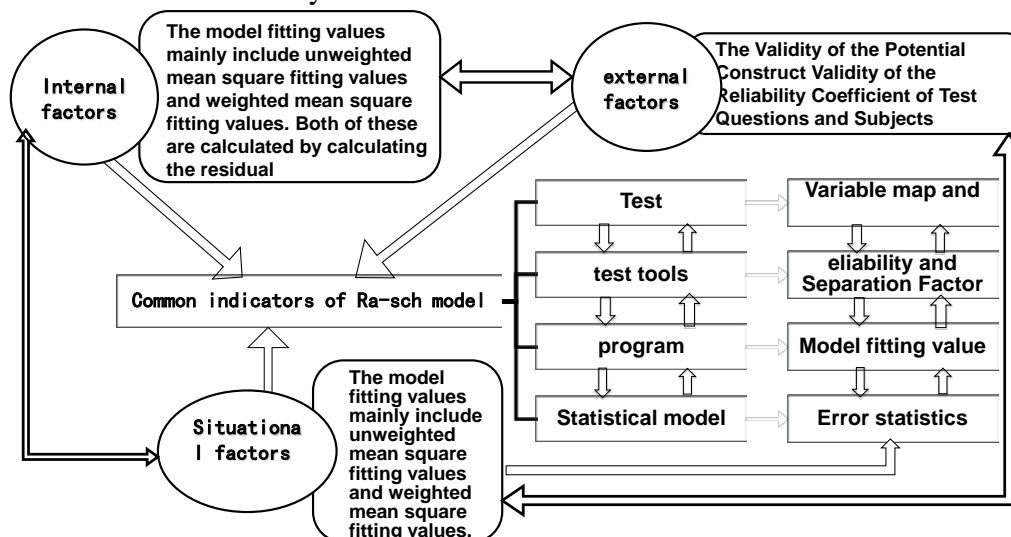 The model fitting values
mainly include unweighted
mean square fitting values
and weighted mean square
fitting values. Both of these
are calculated by calculating
the residual
Internal
factors
external
factors
The Validity of the Potential
Construct Validity of the
Reliability Coefficient of Test
Questions and Subjects
Test
Variable map and
test tools
eliability and
Separation Factor
Common indicators of Ra-sch model
program
Model fitting value
Statistical model
Error statistics
Situationa
l factors
The model
fitting values
mainly include
unweighted
mean square
fitting values
and weighted
mean square
fitting values.